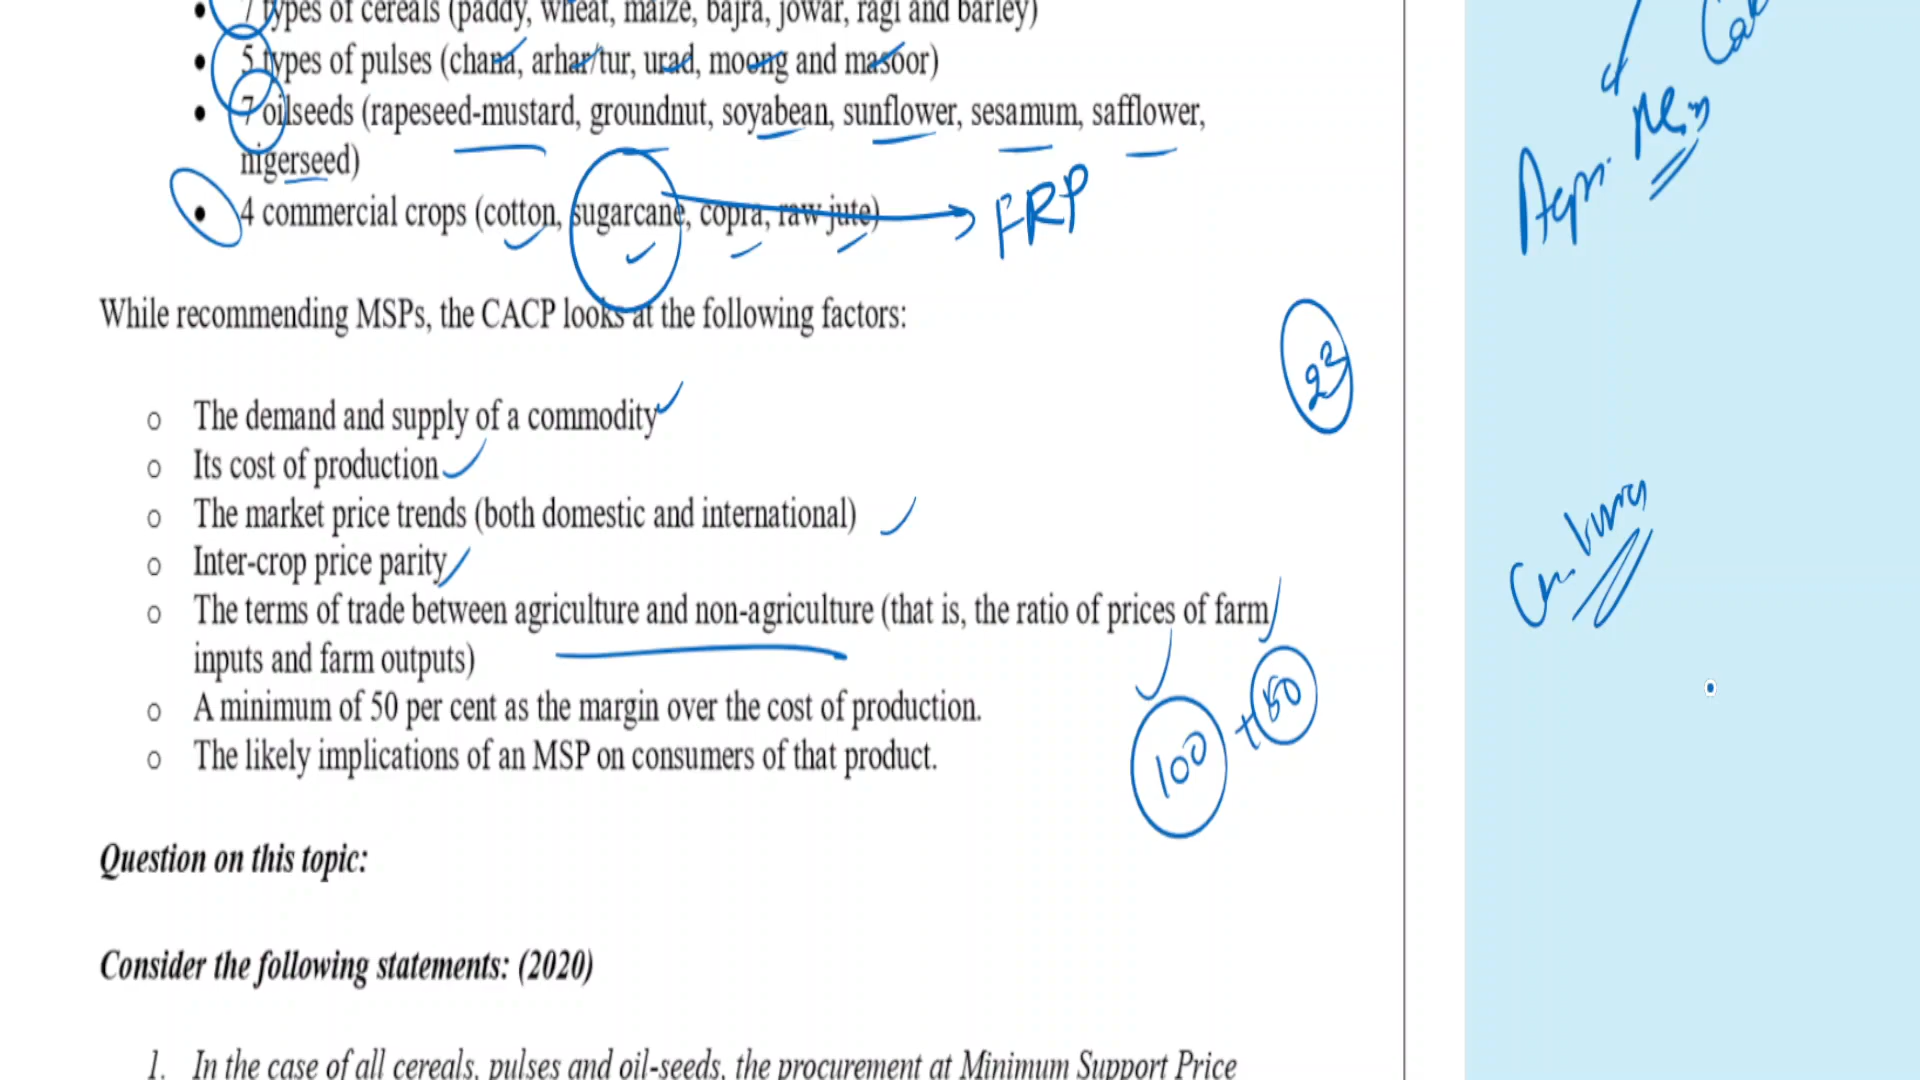 7 types of cereals (paddy, wheat, maize, bajra, jowar, ragi and barley)
5 types of pulses (chana, arhar/tur, urad, moong and masoor)
7 oilseeds (rapeseed-mustard, groundnut, soyabean, sunflower, sesamum, safflower,
nigerseed)
4 commercial crops (cotton, sugarcane, copra, raw jute)
FRP
While recommending MSPs, the CACP looks at the following factors:
23
The demand and supply of a commodity
Its cost of production
The market price trends (both domestic and international)
Inter-crop price parity
The terms of trade between agriculture and non-agriculture (that is, the ratio of prices of farm
inputs and farm outputs)
A minimum of 50 per cent as the margin over the cost of production.
100 + 50
The likely implications of an MSP on consumers of that product.
Question on this topic:
Consider the following statements: (2020)
1. In the case of all cereals, pulses and oil-seeds, the procurement at Minimum Support Price
Agri.